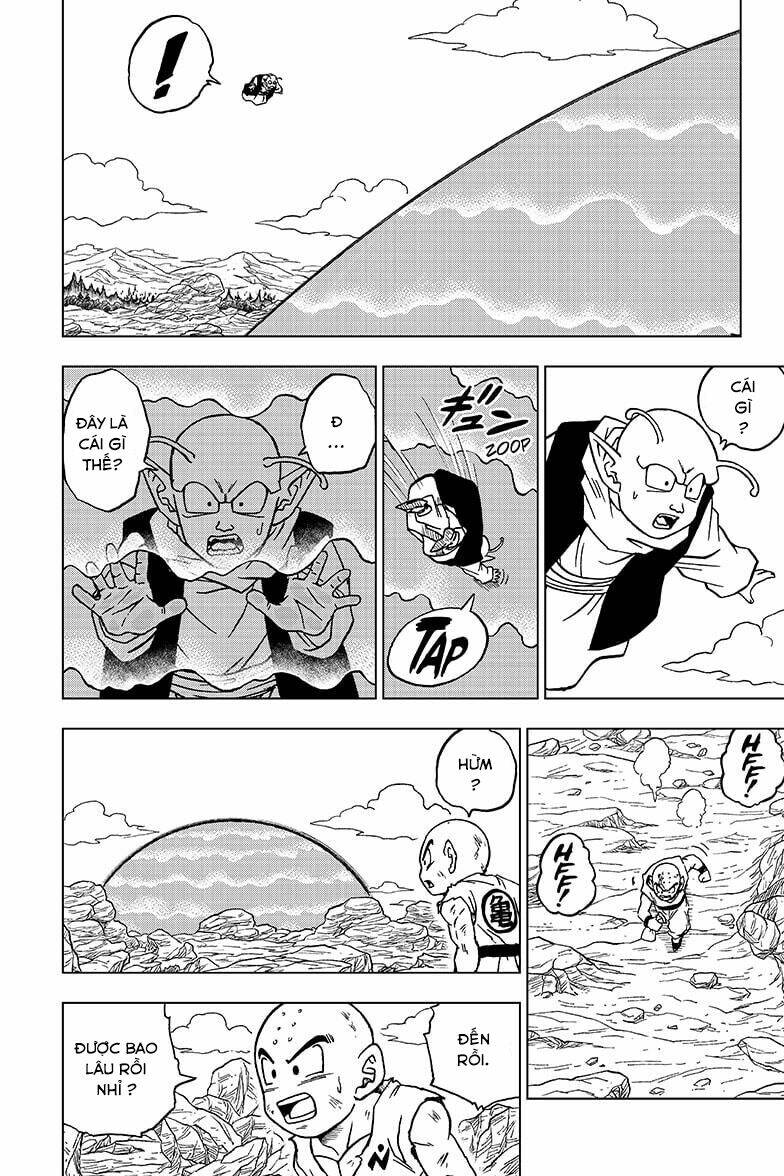 !
CÁI
GÌ
?
ギュン
ZOOP
TAP
Đ
...
ĐÂY LÀ
CÁI GÌ
THẾ?
HFF!
HFF!
HỪM
?
亀
ĐẾN
RỒI.
ĐƯỢC BAO
LÂU RỒI
NHỈ ?